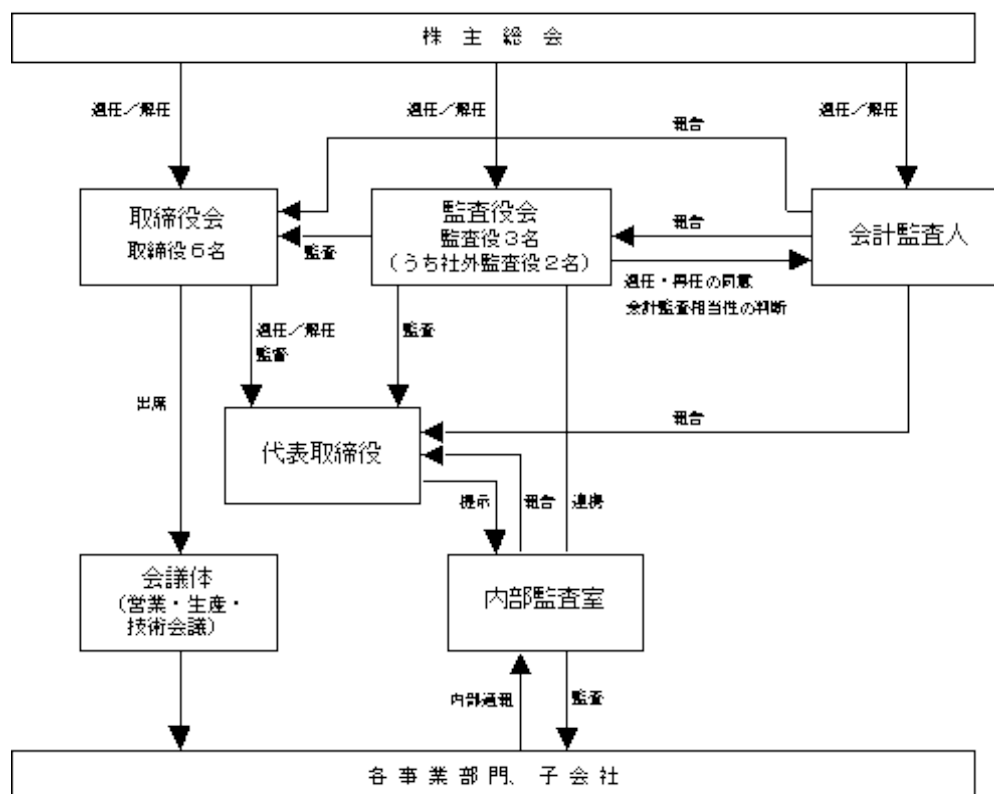 株主総会
選任／解任
選任／解任
選任／解任
報告
取締役会
取締役６名
監査
監査役会
監査役３名
（うち社外監査役２名）
報告
会計監査人
選任・再任の同意
会計監査相当性の判断
選任／解任
監督
監査
出席
報告
代表取締役
提示
報告
連携
会議体
（営業・生産・
技術会議）
内部監査室
内部通報
監査
各事業部門、子会社